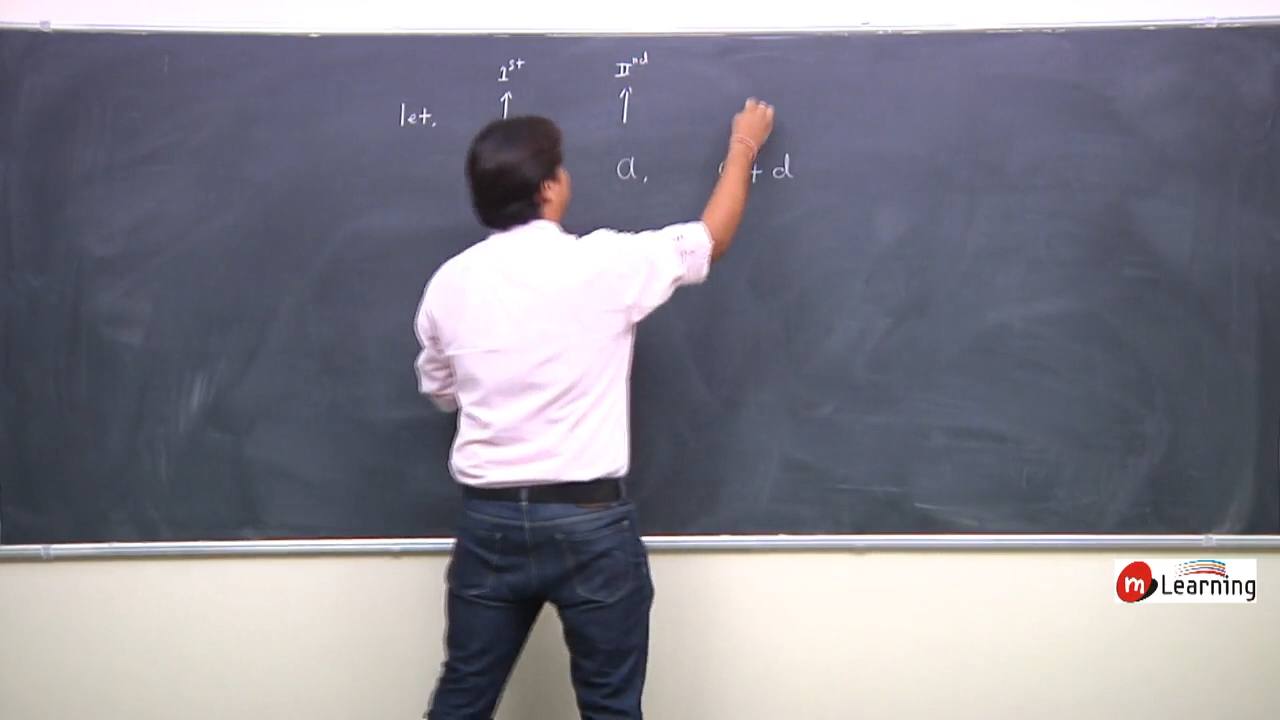 1st IInd
let,
a, + d
m Learning